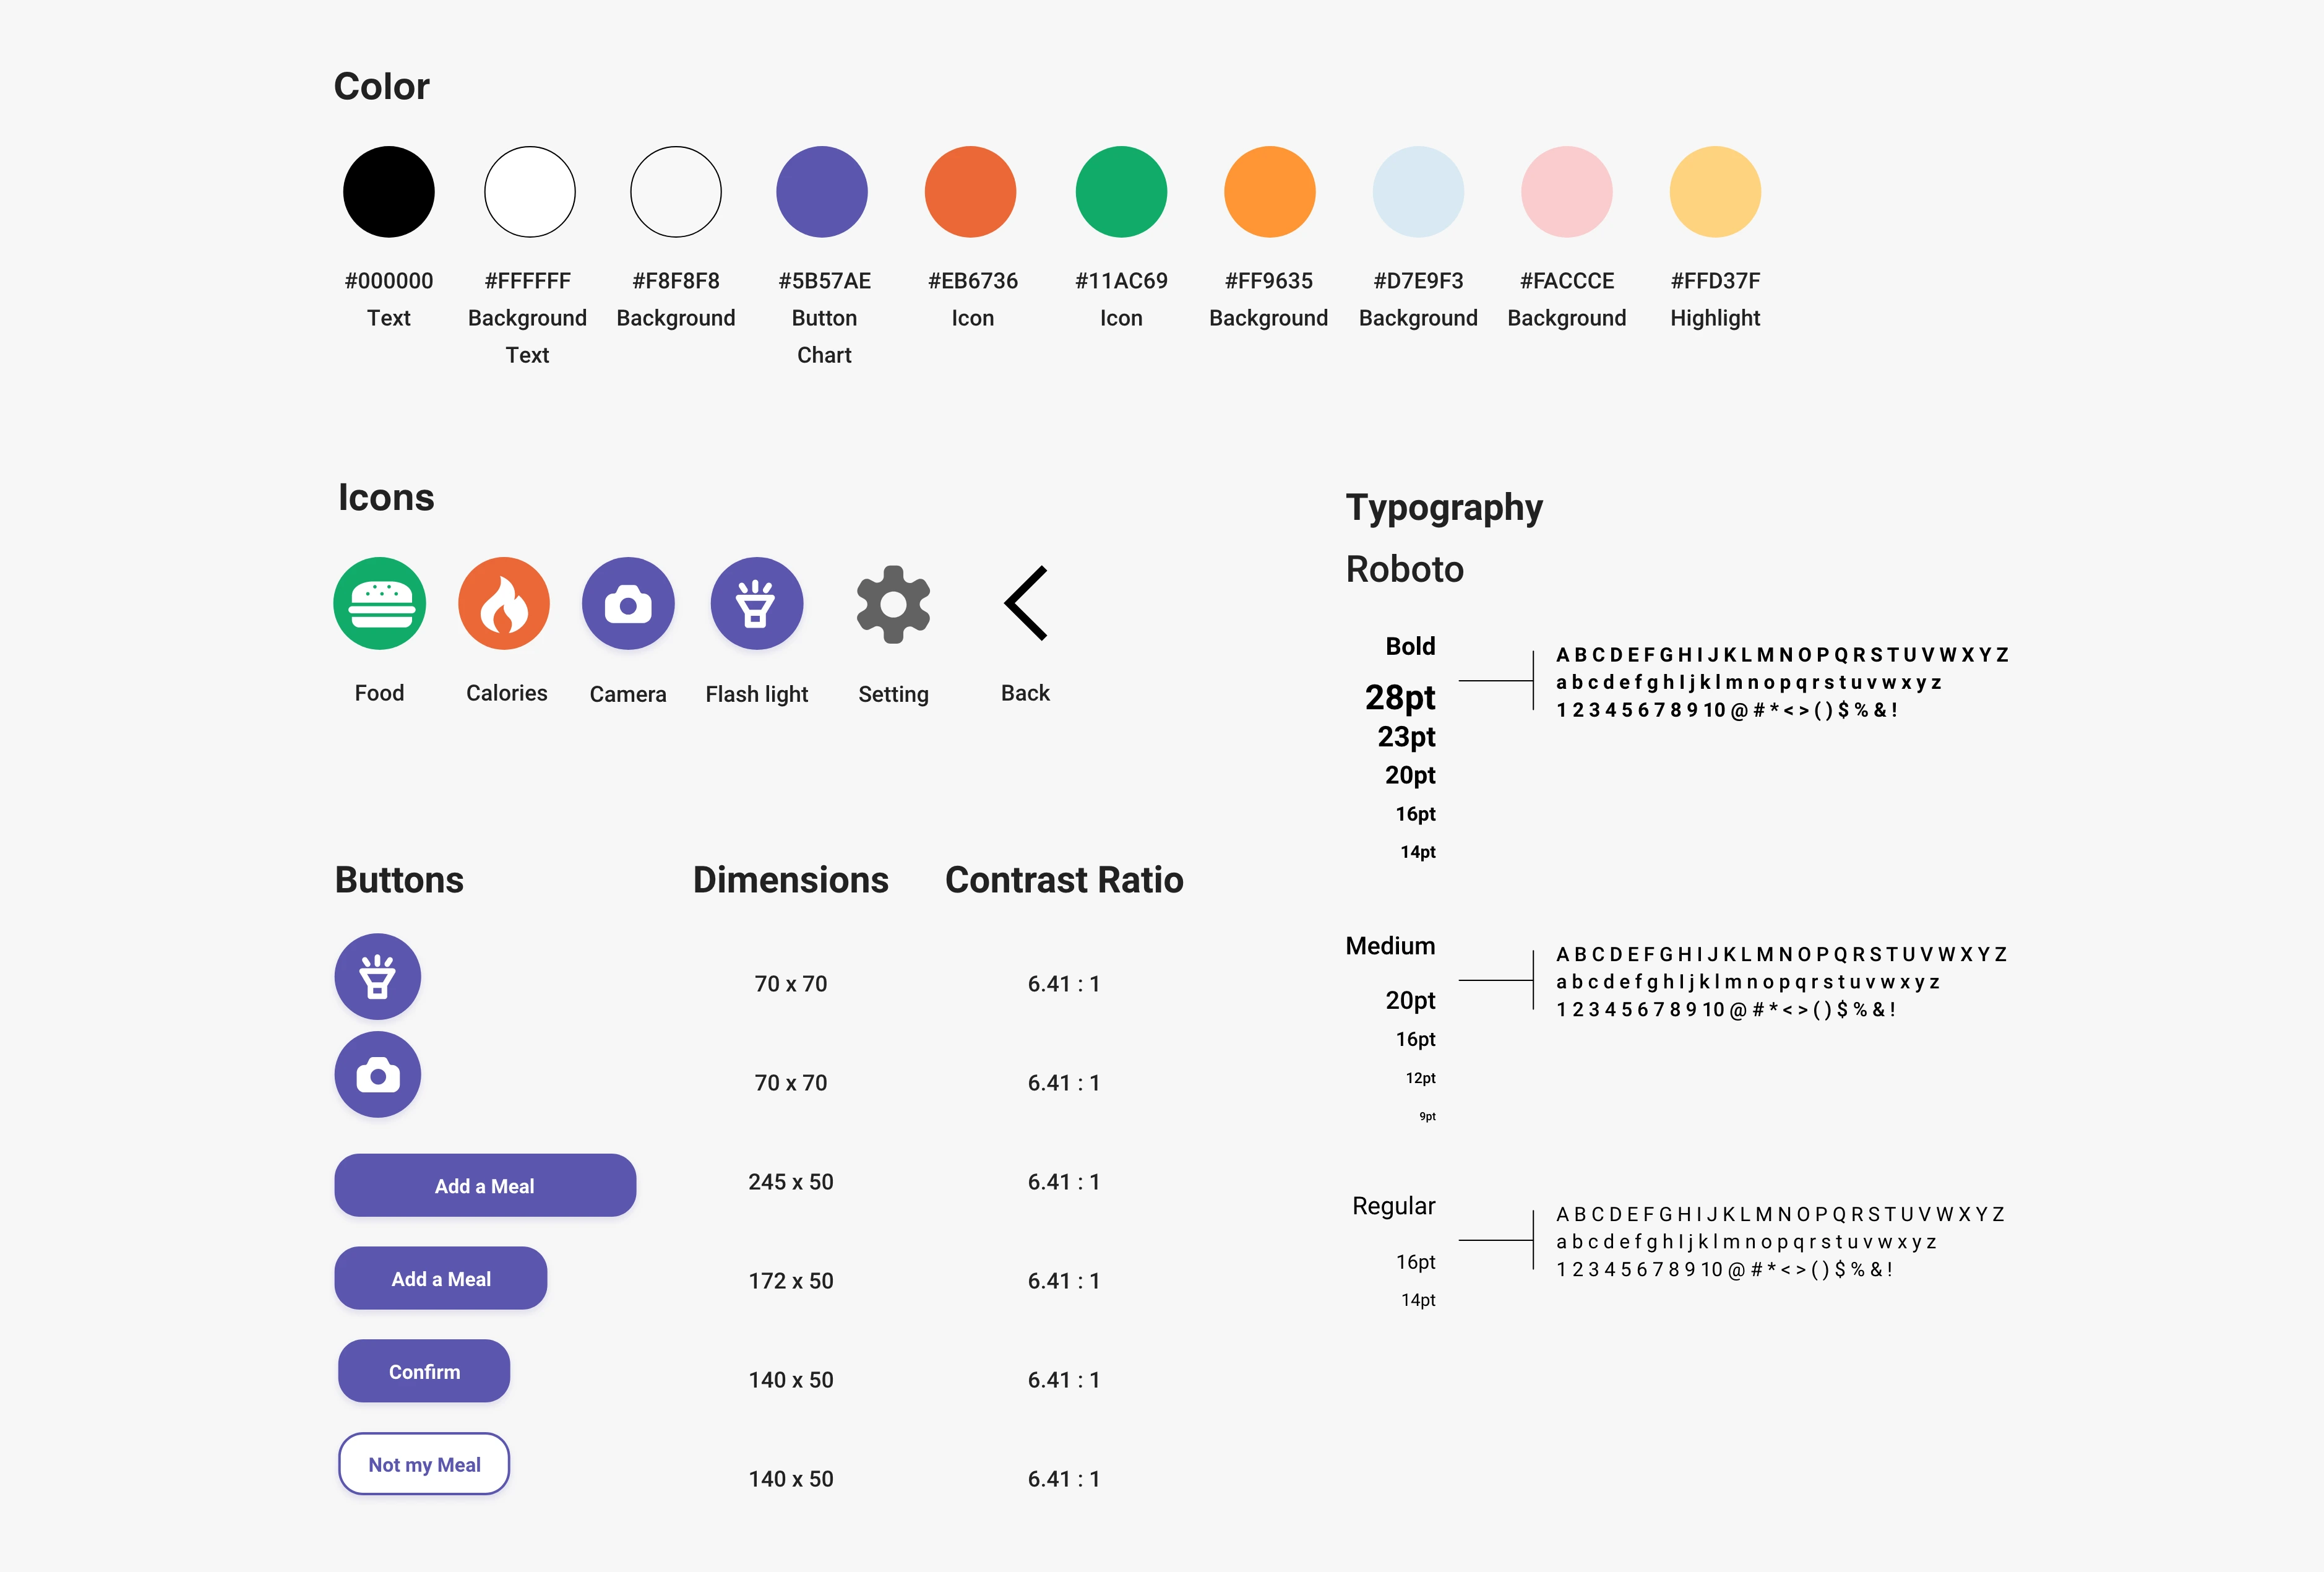 Color
#000000
Text
#FFFFFF
Background
Text
#F8F8F8
Background
#5B57AE
Button
Chart
#EB6736
Icon
#11AC69
Icon
#FF9635
Background
#D7E9F3
Background
#FACCCE
Background
#FFD37F
Highlight
Icons
Food
Calories
Camera
Flash light
Setting
Back
Buttons Dimensions Contrast Ratio
70 x 70 6.41 : 1
70 x 70 6.41 : 1
Add a Meal 245 x 50 6.41 : 1
Add a Meal 172 x 50 6.41 : 1
Confirm 140 x 50 6.41 : 1
Not my Meal 140 x 50 6.41 : 1
Typography
Roboto
Bold
28pt
23pt
20pt
16pt
14pt
A B C D E F G H I J K L M N O P Q R S T U V W X Y Z
a b c d e f g h I j k l m n o p q r s t u v w x y z
1 2 3 4 5 6 7 8 9 10 @ # * < > ( ) $ % & !
Medium
20pt
16pt
12pt
9pt
A B C D E F G H I J K L M N O P Q R S T U V W X Y Z
a b c d e f g h I j k l m n o p q r s t u v w x y z
1 2 3 4 5 6 7 8 9 10 @ # * < > ( ) $ % & !
Regular
16pt
14pt
A B C D E F G H I J K L M N O P Q R S T U V W X Y Z
a b c d e f g h I j k l m n o p q r s t u v w x y z
1 2 3 4 5 6 7 8 9 10 @ # * < > ( ) $ % & !